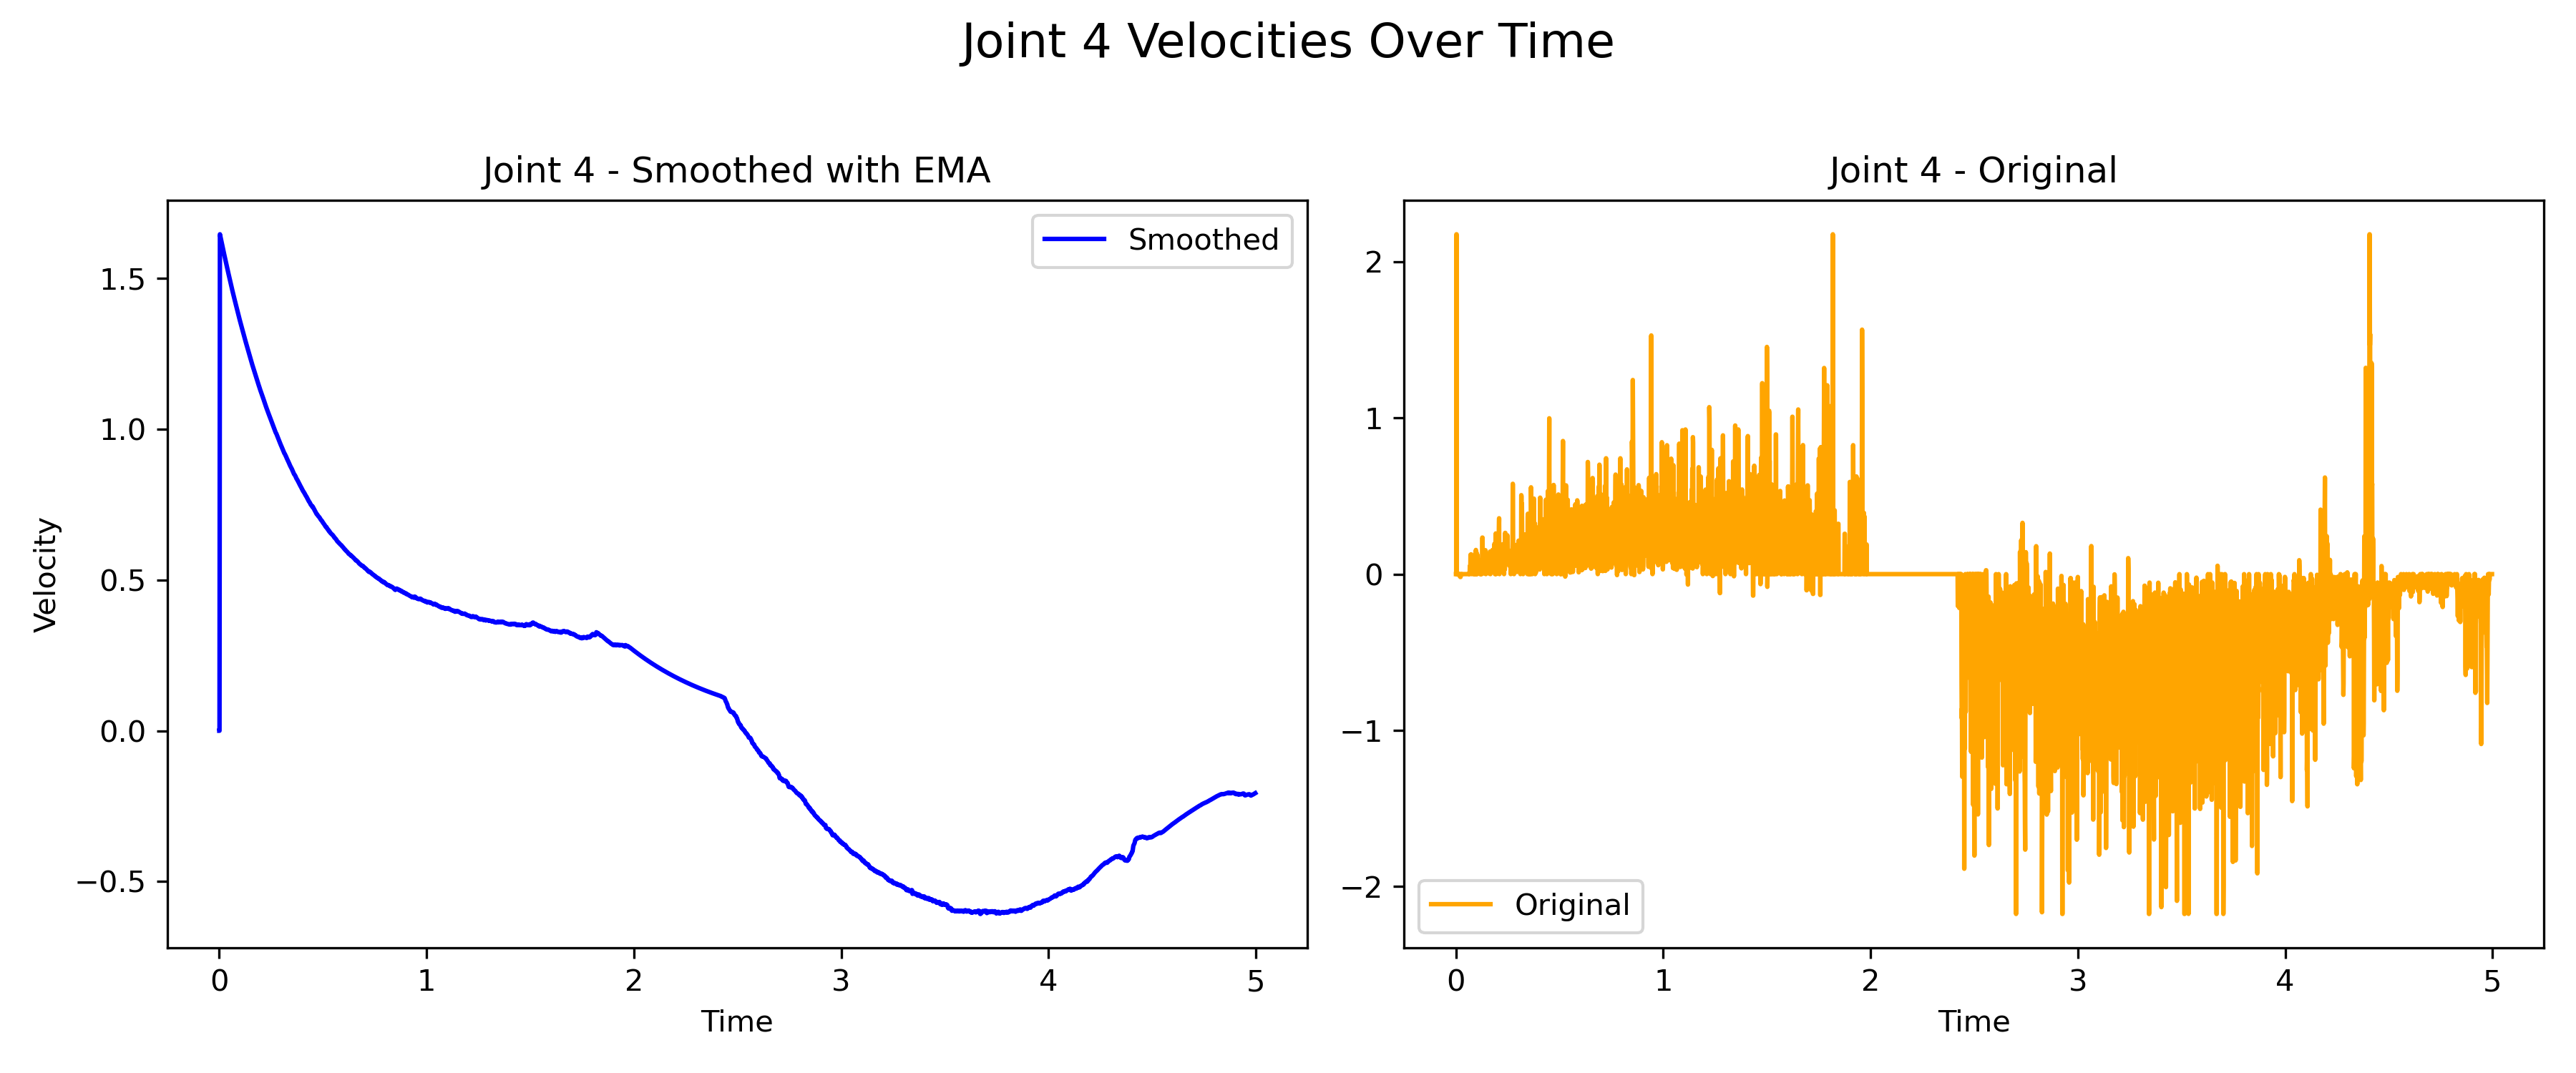 Joint 4 Velocities Over Time
Joint 4 - Smoothed with EMA
Smoothed
Velocity
1.5
1.0
0.5
0.0
−0.5
0 1 2 3 4 5
Time
Joint 4 - Original
2
1
0
−1
−2
Original
0 1 2 3 4 5
Time